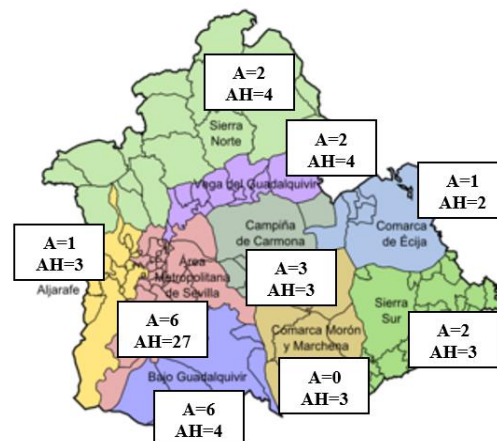 A=2
AH=4
Sierra
Norte
A=2
AH=4
Vega del Guadalquivir
A=1
AH=2
Campiña
de Carmona
Comarca
de Écija
A=1
AH=3
Aljarafe
Área
Metropolitana
de Sevilla
A=3
AH=3
Sierra
Sur
A=6
AH=27
Comarca Morón
y Marchena
A=2
AH=3
Bajo Guadalquivir
A=0
AH=3
A=6
AH=4